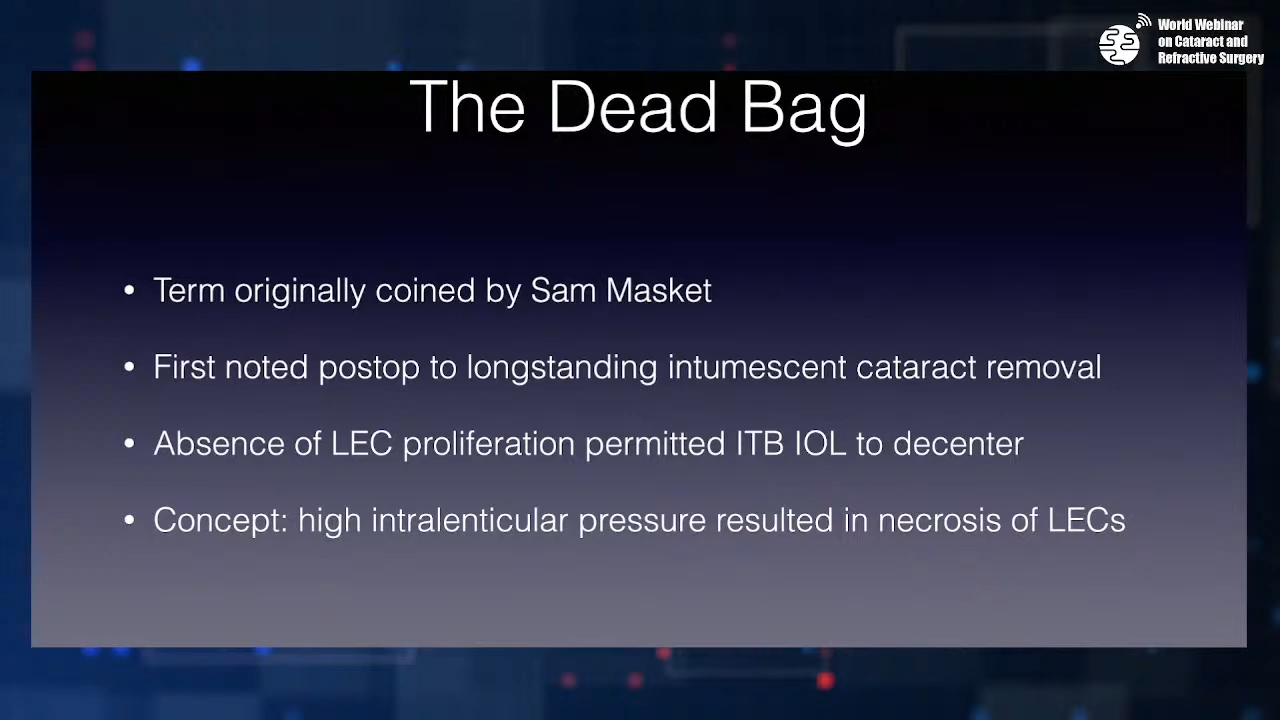 World Webinar
on Cataract and
Refractive Surgery
The Dead Bag
• Term originally coined by Sam Masket
• First noted postop to longstanding intumescent cataract removal
• Absence of LEC proliferation permitted ITB IOL to decenter
• Concept: high intralenticular pressure resulted in necrosis of LECs